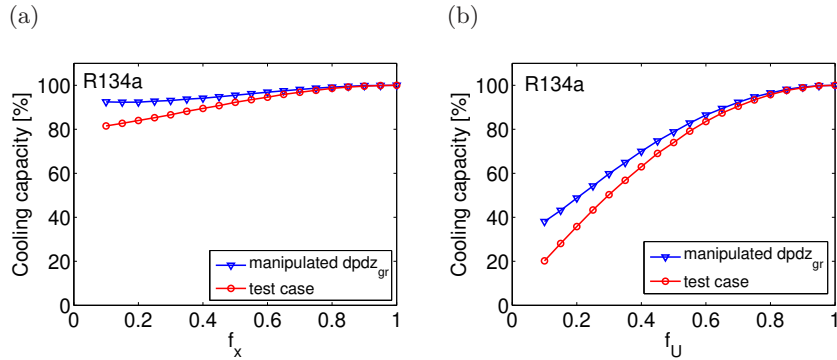 (a)
R134a
Cooling capacity [%]
100
80
60
40
20
0
manipulated dpdz_gr
test case
0 0.2 0.4 0.6 0.8 1
f_x
(b)
R134a
Cooling capacity [%]
100
80
60
40
20
0
manipulated dpdz_gr
test case
0 0.2 0.4 0.6 0.8 1
f_U